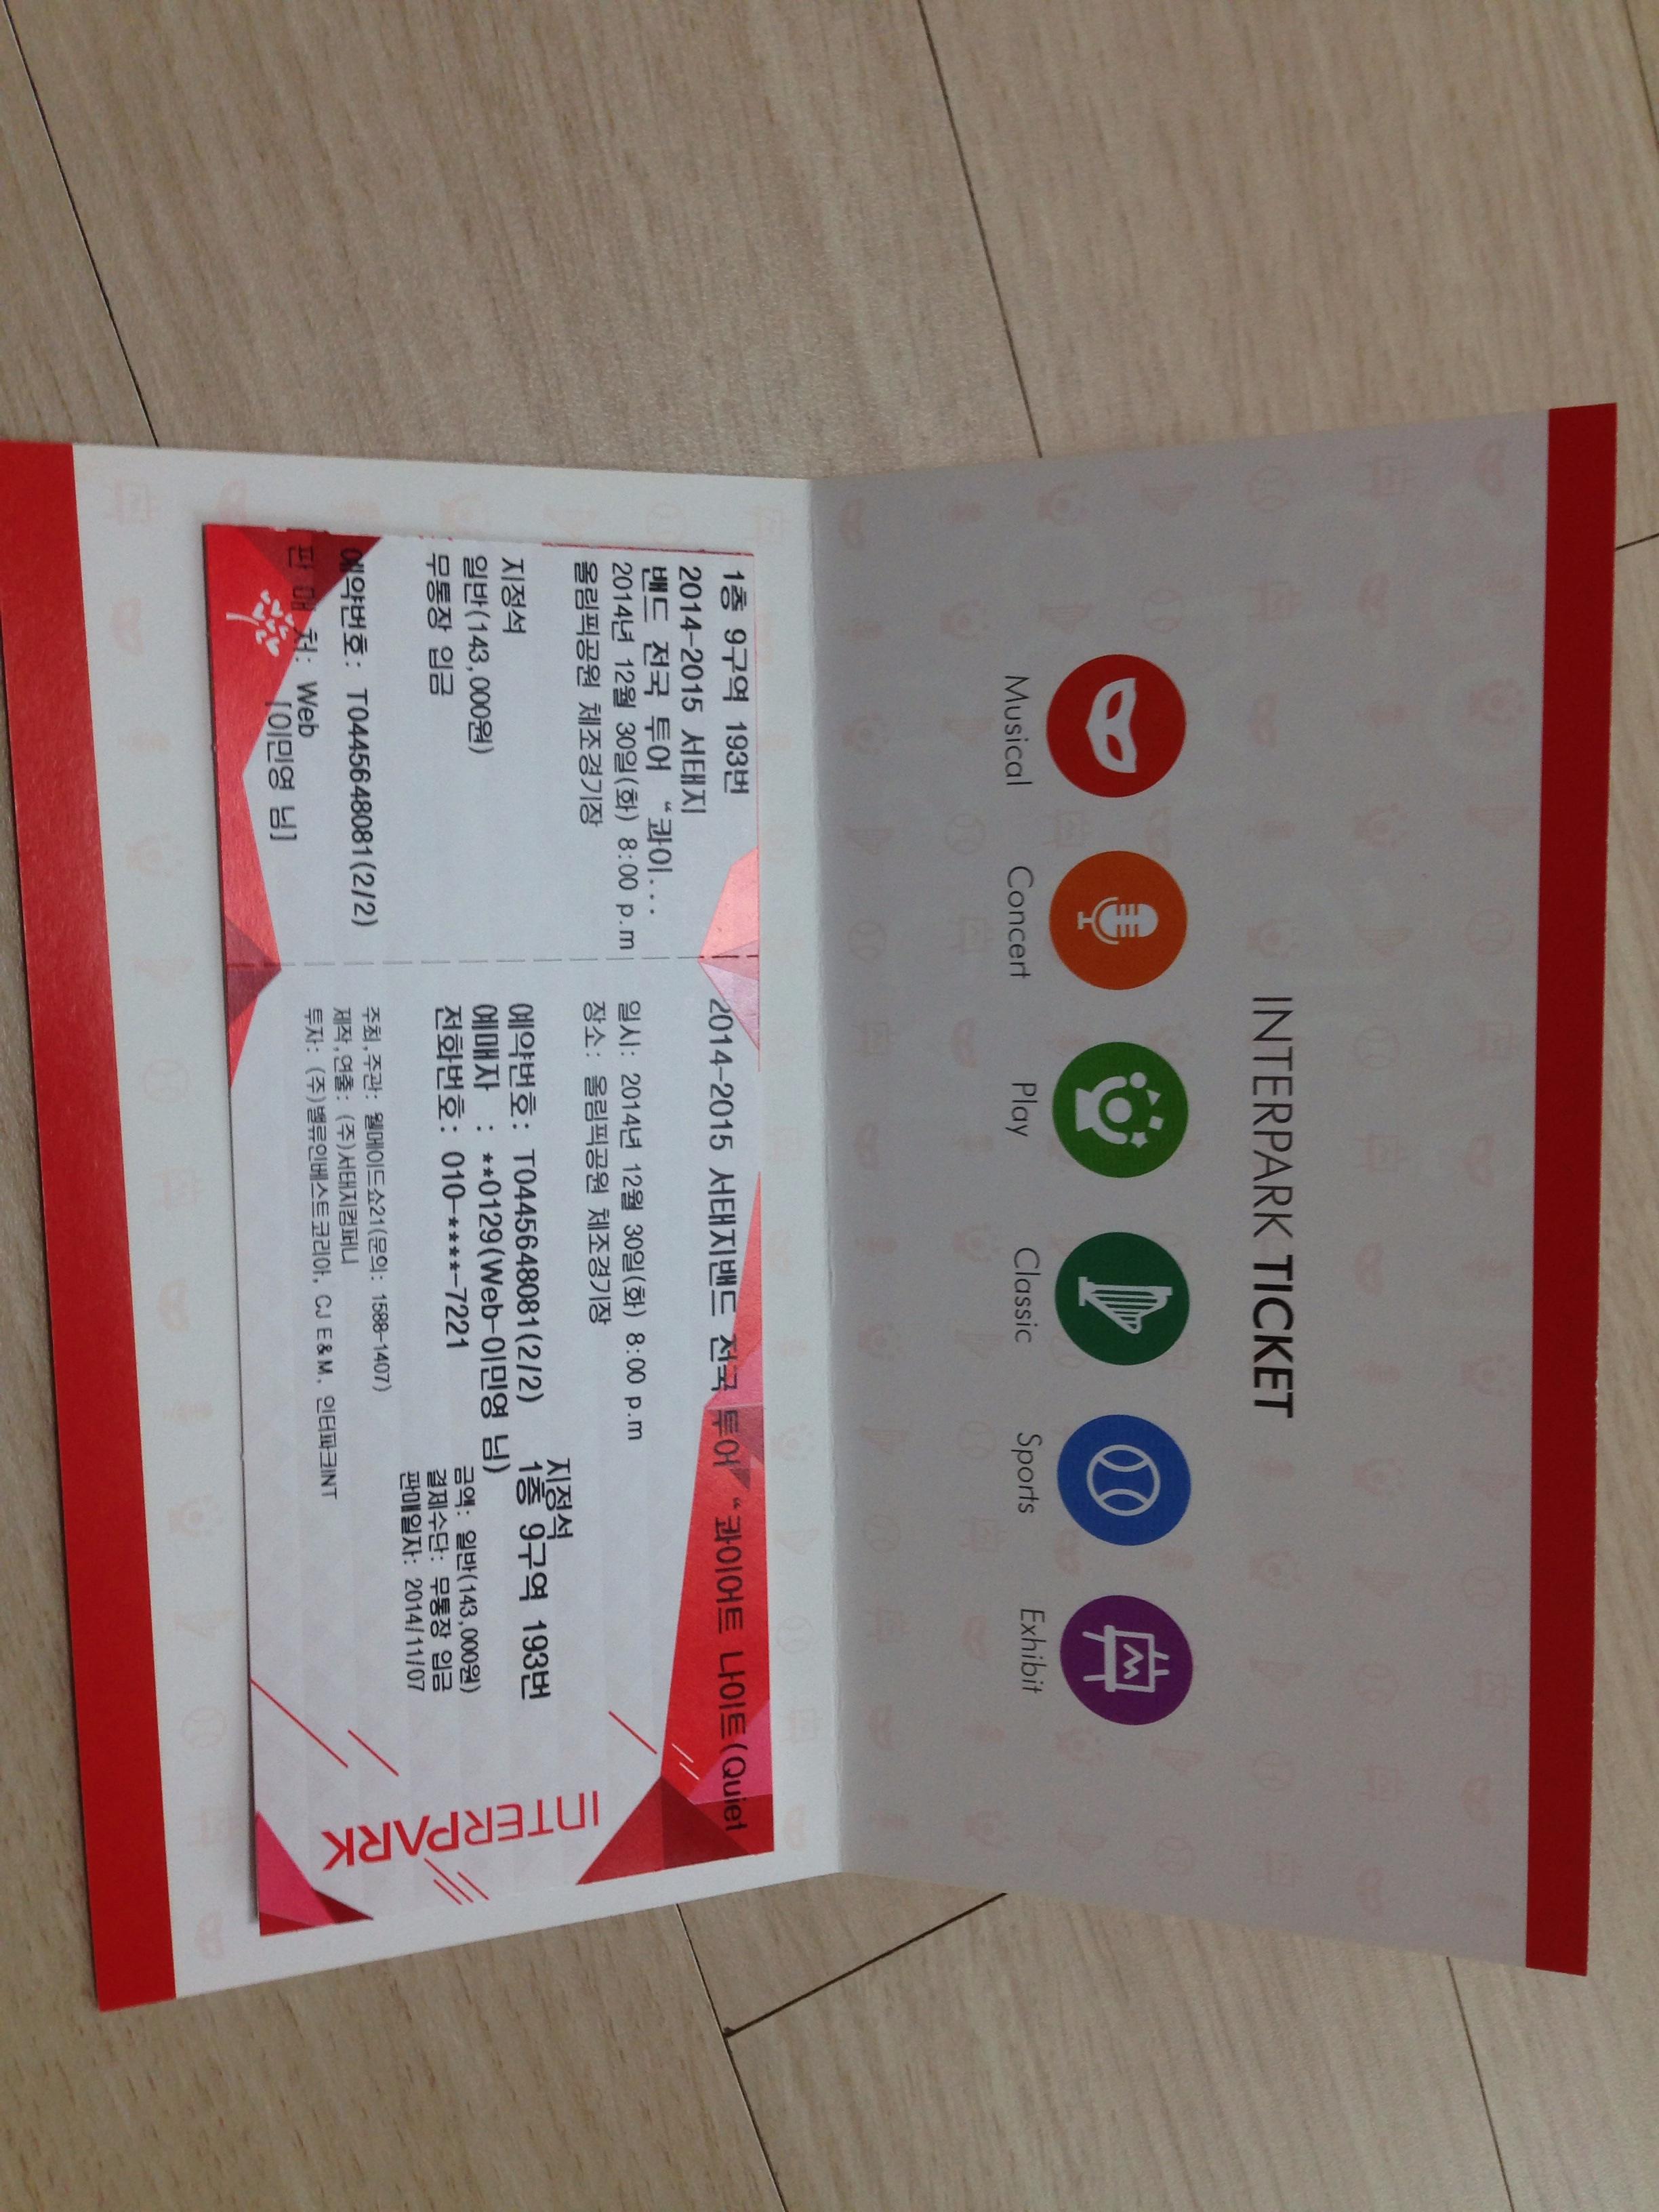 INTERPARK TICKET
Musical
Concert
Play
Classic
Sports
Exhibit
1층 9구역 193번
2014-2015 서태지
밴드 전국 투어 “콰이...
2014년 12월 30일(화) 8:00 p.m
올림픽공원 체조경기장
지정석
일반(143,000원)
무통장 입금
예약번호: T0445648081(2/2)
판 매 처: Web
[이민영 님]
2014-2015 서태지밴드 전국 투어 “콰이어트 나이트(Quiet
일시: 2014년 12월 30일(화) 8:00 p.m
장소: 올림픽공원 체조경기장
지정석
예약번호: T0445648081(2/2) 1층 9구역 193번
예매자 : **0129(Web-이민영 님)
전화번호: 010-****-7221
금액: 일반(143,000원)
결제수단: 무통장 입금
판매일자: 2014/11/07
주최,주관: 웰메이드쇼21(문의: 1588-1407)
제작,연출: (주)서태지컴퍼니
투자: (주)밸류인베스트코리아, CJ E&M, 인터파크INT
INTERPARK